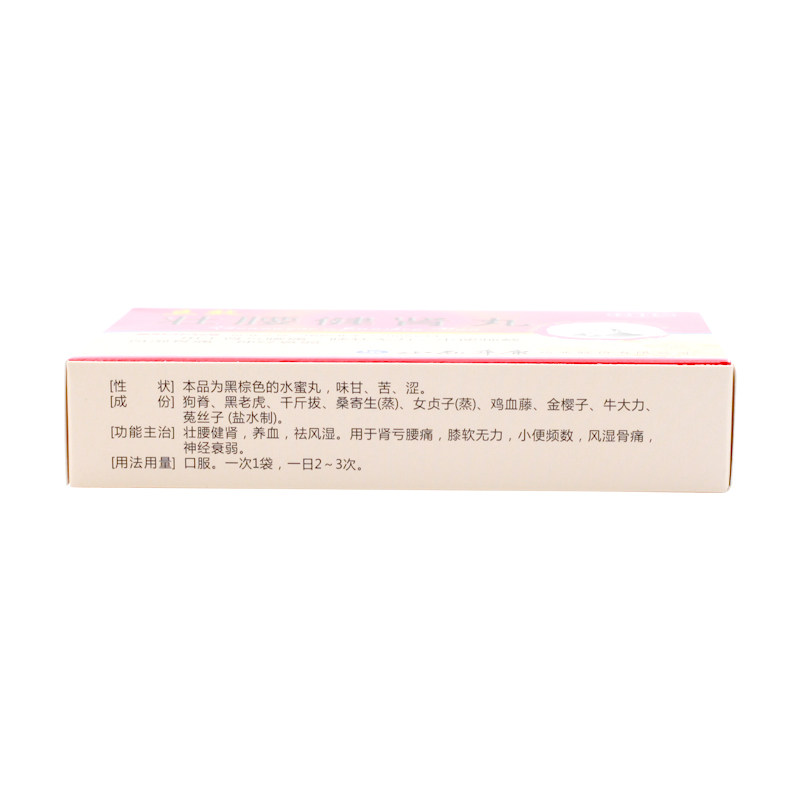 壮腰健肾丸
[性 状] 本品为黑棕色的水蜜丸，味甘、苦、涩。
[成 份] 狗脊、黑老虎、千斤拔、桑寄生(蒸)、女贞子(蒸)、鸡血藤、金樱子、牛大力、
菟丝子(盐水制)。
[功能主治] 壮腰健肾，养血，祛风湿。用于肾亏腰痛，膝软无力，小便频数，风湿骨痛，
神经衰弱。
[用法用量] 口服。一次1袋，一日2～3次。